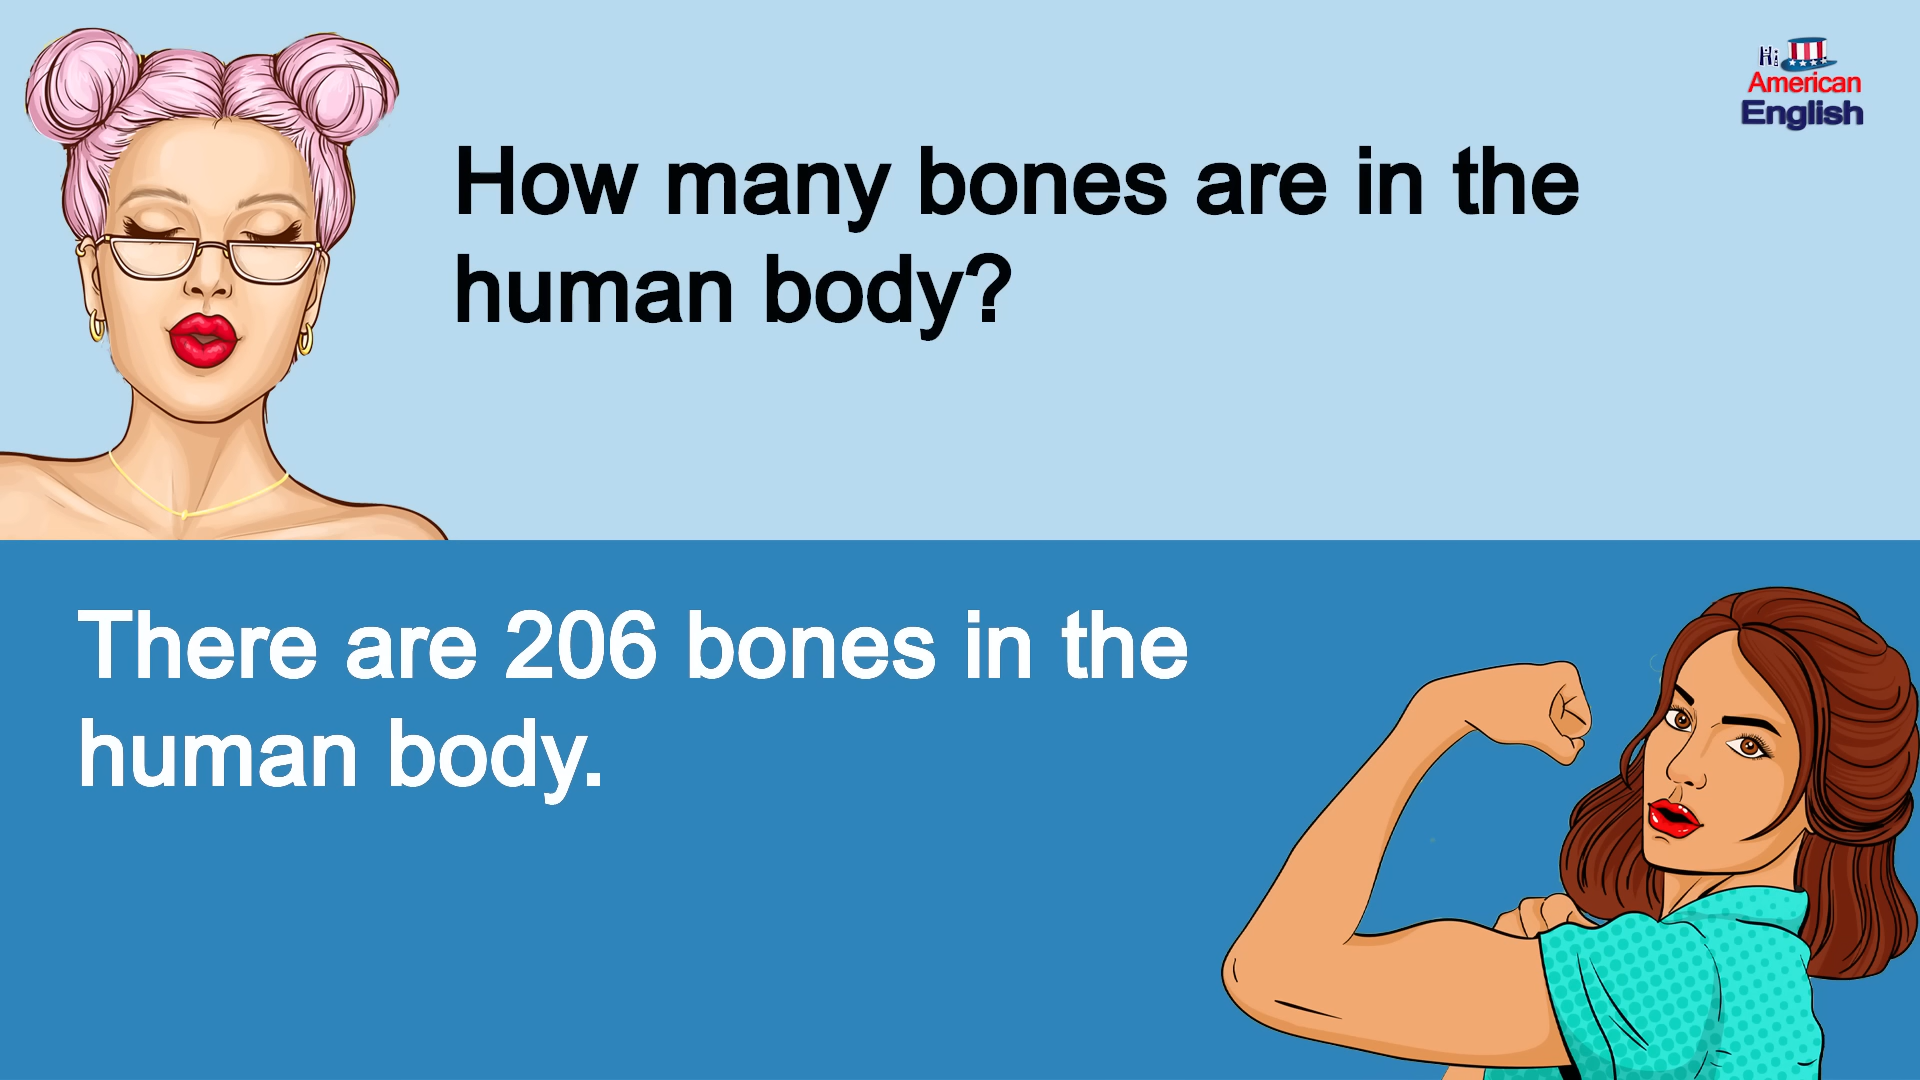 Hi
American
English
How many bones are in the
human body?
There are 206 bones in the
human body.